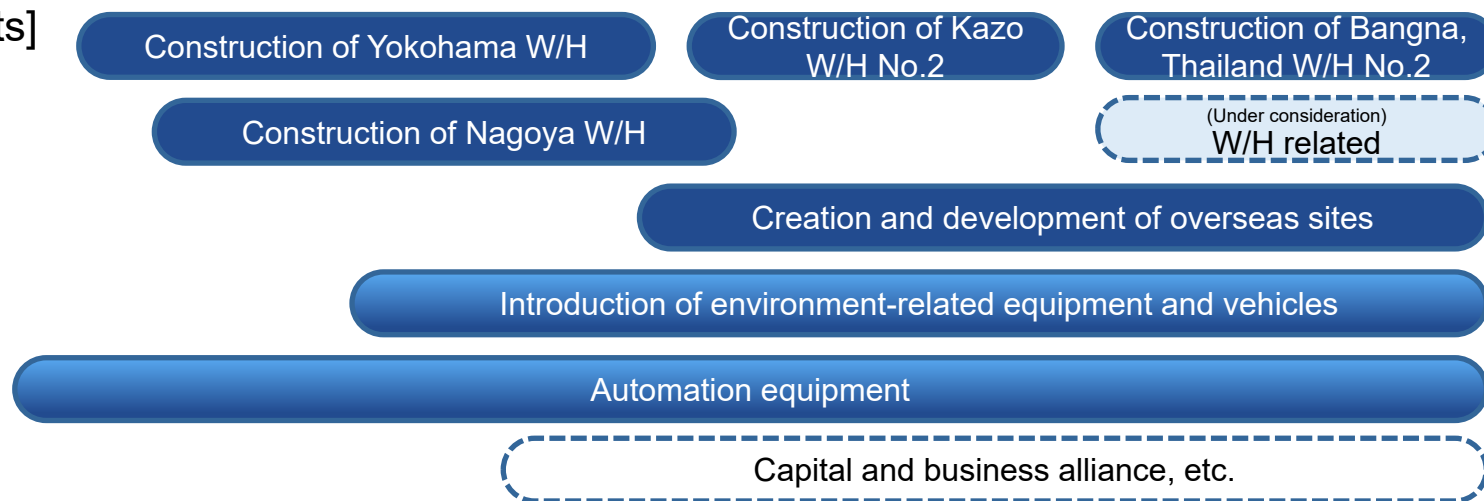 ts]
Construction of Yokohama W/H
Construction of Kazo
W/H No.2
Construction of Bangna,
Thailand W/H No.2
Construction of Nagoya W/H
(Under consideration)
W/H related
Creation and development of overseas sites
Introduction of environment-related equipment and vehicles
Automation equipment
Capital and business alliance, etc.